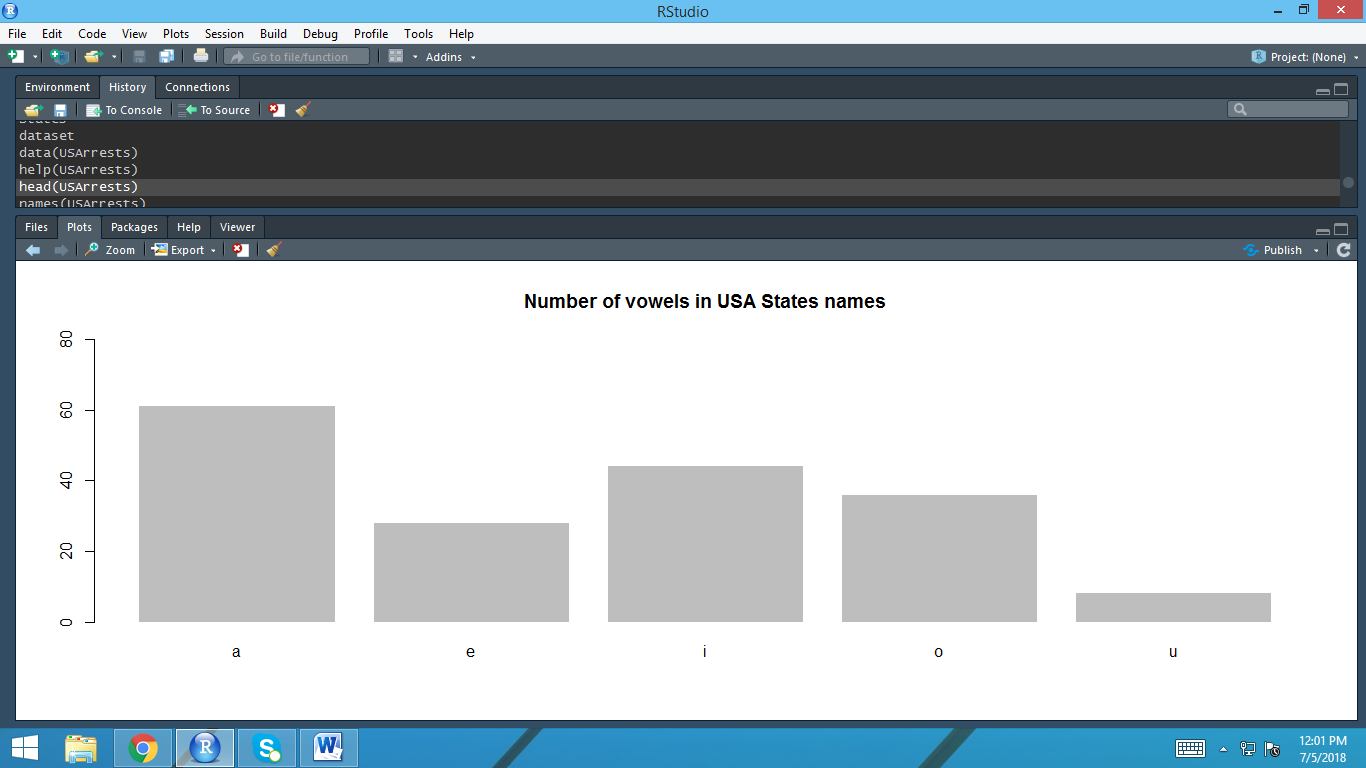 RStudio
File Edit Code View Plots Session Build Debug Profile Tools Help
Go to file/function Addins Project: (None)
Environment History Connections
To Console To Source
states
dataset
data(USArrests)
help(USArrests)
head(USArrests)
names(USArrests)
Files Plots Packages Help Viewer
Zoom Export Publish
Number of vowels in USA States names
80
60
40
20
0
a e i o u
12:01 PM
7/5/2018